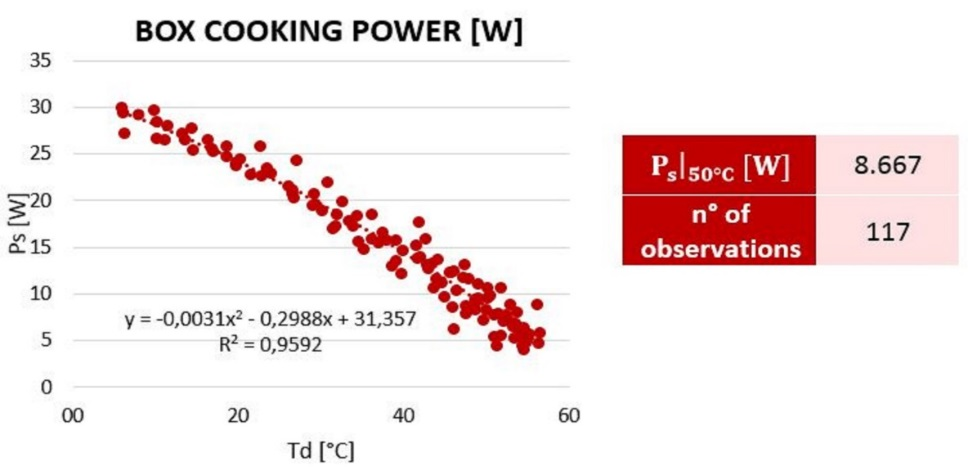 BOX COOKING POWER [W]
35
30
25
20
15
10
5
0
Ps [W]
y = -0,0031x² - 0,2988x + 31,357
R² = 0,9592
00 20 40 60
Td [°C]
Pₛ|₅₀°C [W] 8.667
n° of
observations 117